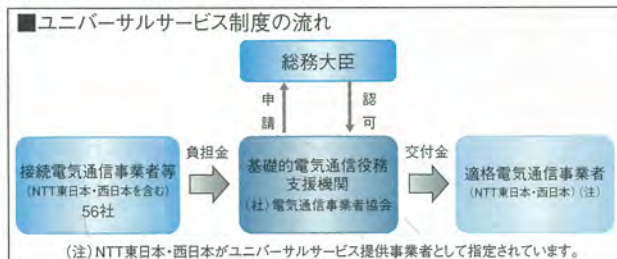 ■ユニバーサルサービス制度の流れ
総務大臣
申請
認可
接続電気通信事業者等
(NTT東日本・西日本を含む)
56社
負担金
基礎的電気通信役務
支援機関
(社)電気通信事業者協会
交付金
適格電気通信事業者
(NTT東日本・西日本)(注)
(注)NTT東日本・西日本がユニバーサルサービス提供事業者として指定されています。